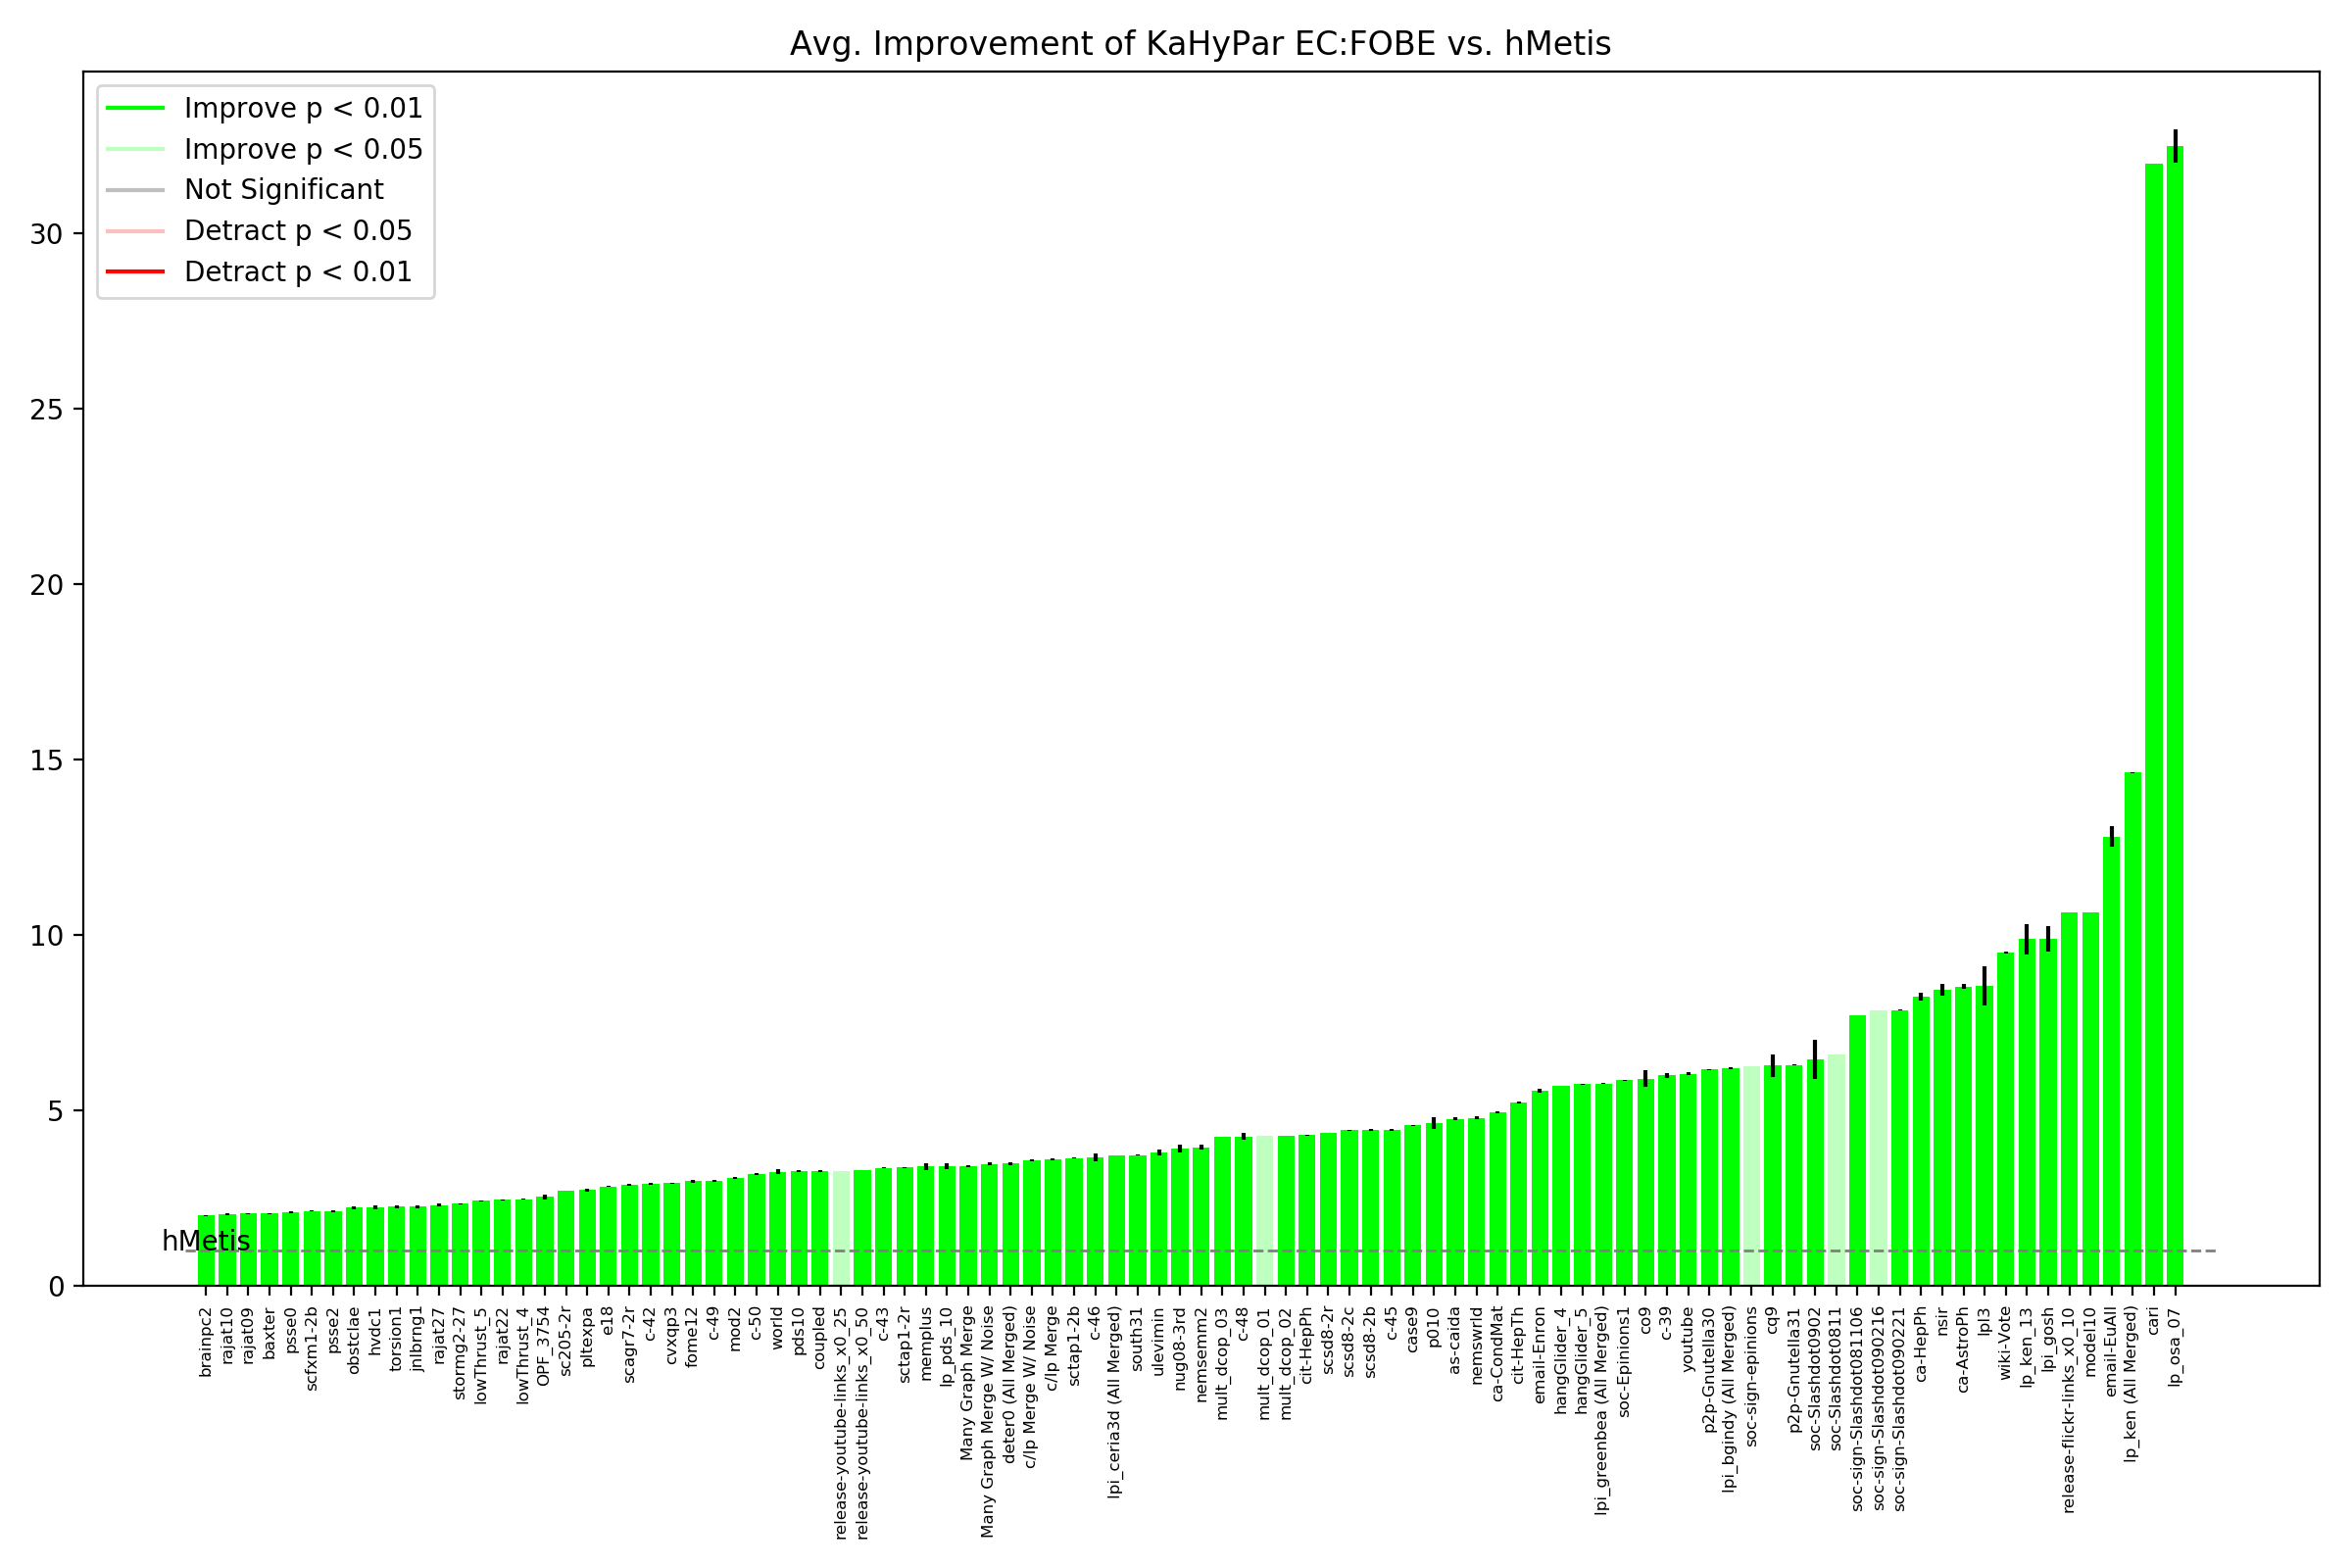 Avg. Improvement of KaHyPar EC:FOBE vs. hMetis
Improve p < 0.01
Improve p < 0.05
Not Significant
Detract p < 0.05
Detract p < 0.01
30
25
20
15
10
5
0
hMetis
brainpc2
rajat10
rajat09
baxter
psse0
scfxm1-2b
psse2
obstclae
hvdc1
torsion1
jnlbrng1
rajat27
stormg2-27
lowThrust_5
rajat22
lowThrust_4
OPF_3754
sc205-2r
pltexpa
e18
scagr7-2r
c-42
cvxqp3
fome12
c-49
mod2
c-50
world
pds10
coupled
release-youtube-links_x0_25
release-youtube-links_x0_50
c-43
sctap1-2r
memplus
lp_pds_10
Many Graph Merge
Many Graph Merge W/ Noise
deter0 (All Merged)
c/lp Merge W/ Noise
c/lp Merge
sctap1-2b
c-46
lpi_ceria3d (All Merged)
south31
ulevimin
nug08-3rd
nemsemm2
mult_dcop_03
c-48
mult_dcop_01
mult_dcop_02
cit-HepPh
scsd8-2r
scsd8-2c
scsd8-2b
c-45
case9
p010
as-caida
nemswrld
ca-CondMat
cit-HepTh
email-Enron
hangGlider_4
hangGlider_5
lpi_greenbea (All Merged)
soc-Epinions1
co9
c-39
youtube
p2p-Gnutella30
lpi_bgindy (All Merged)
soc-sign-epinions
cq9
p2p-Gnutella31
soc-Slashdot0902
soc-Slashdot0811
soc-sign-Slashdot081106
soc-sign-Slashdot090216
soc-sign-Slashdot090221
ca-HepPh
nsir
ca-AstroPh
lpl3
wiki-Vote
lp_ken_13
lpi_gosh
release-flickr-links_x0_10
model10
email-EuAll
lp_ken (All Merged)
cari
lp_osa_07